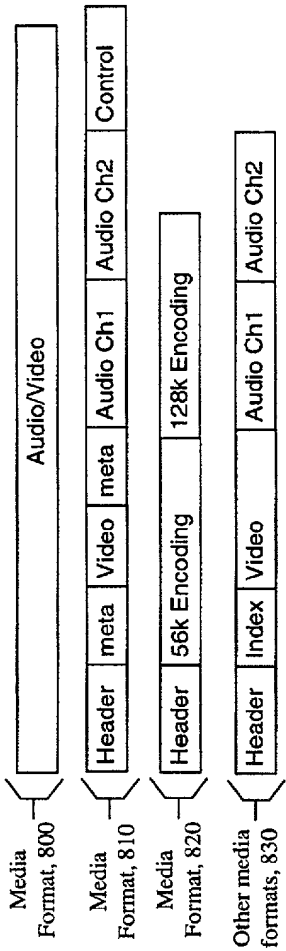 Media
Format, 800
Audio/Video
Media
Format, 810
Header meta Video meta Audio Ch1 Audio Ch2 Control
Media
Format, 820
Header 56k Encoding 128k Encoding
Other media
formats, 830
Header Index Video Audio Ch1 Audio Ch2